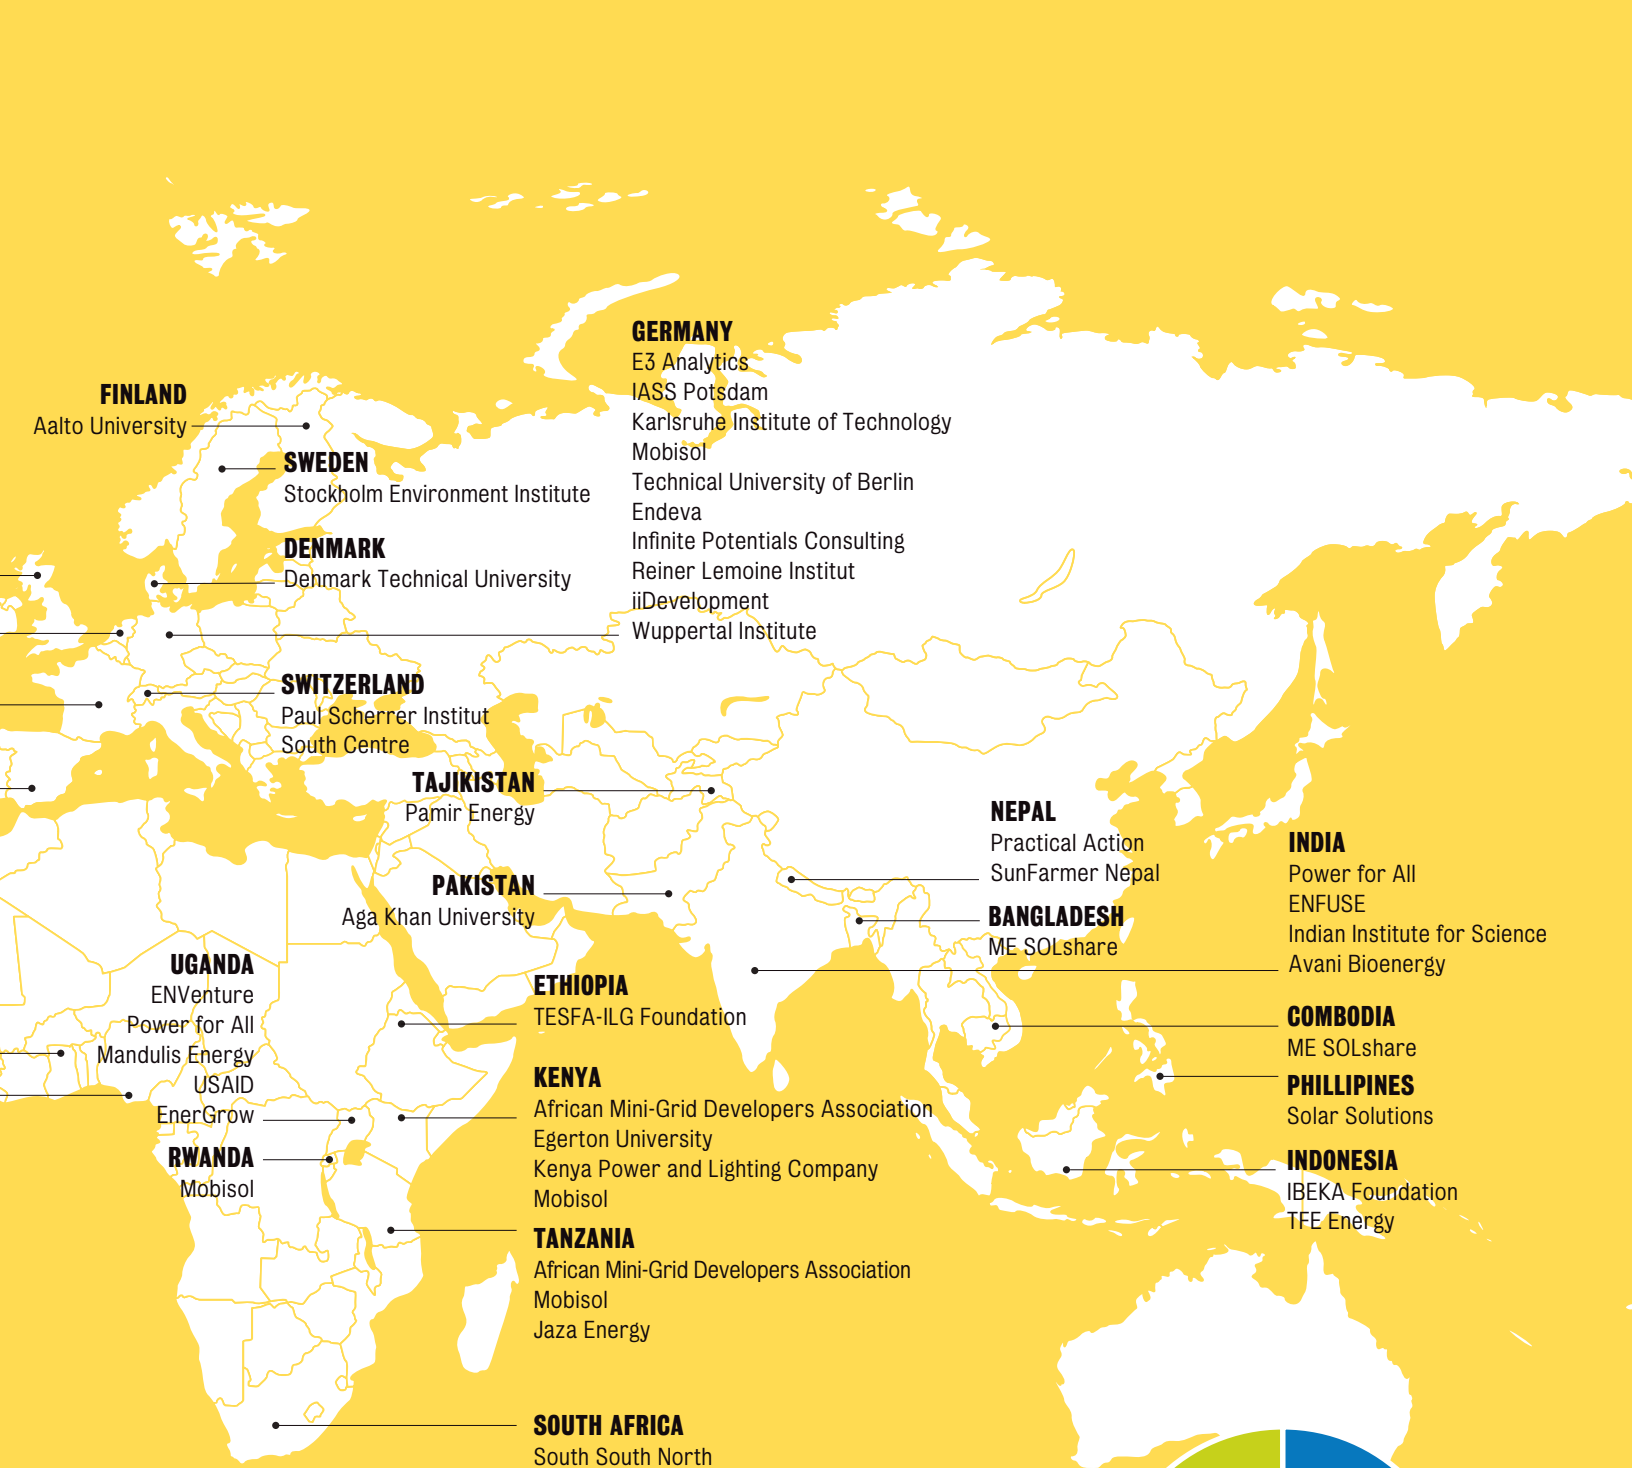 FINLAND
Aalto University
SWEDEN
Stockholm Environment Institute
DENMARK
Denmark Technical University
GERMANY
E3 Analytics
IASS Potsdam
Karlsruhe Institute of Technology
Mobisol
Technical University of Berlin
Endeva
Infinite Potentials Consulting
Reiner Lemoine Institut
iiDevelopment
Wuppertal Institute
SWITZERLAND
Paul Scherrer Institut
South Centre
TAJIKISTAN
Pamir Energy
PAKISTAN
Aga Khan University
NEPAL
Practical Action
SunFarmer Nepal
BANGLADESH
ME SOLshare
INDIA
Power for All
ENFUSE
Indian Institute for Science
Avani Bioenergy
COMBODIA
ME SOLshare
PHILLIPINES
Solar Solutions
INDONESIA
IBEKA Foundation
TFE Energy
UGANDA
ENVenture
Power for All
Mandulis Energy
USAID
EnerGrow
RWANDA
Mobisol
ETHIOPIA
TESFA-ILG Foundation
KENYA
African Mini-Grid Developers Association
Egerton University
Kenya Power and Lighting Company
Mobisol
TANZANIA
African Mini-Grid Developers Association
Mobisol
Jaza Energy
SOUTH AFRICA
South South North